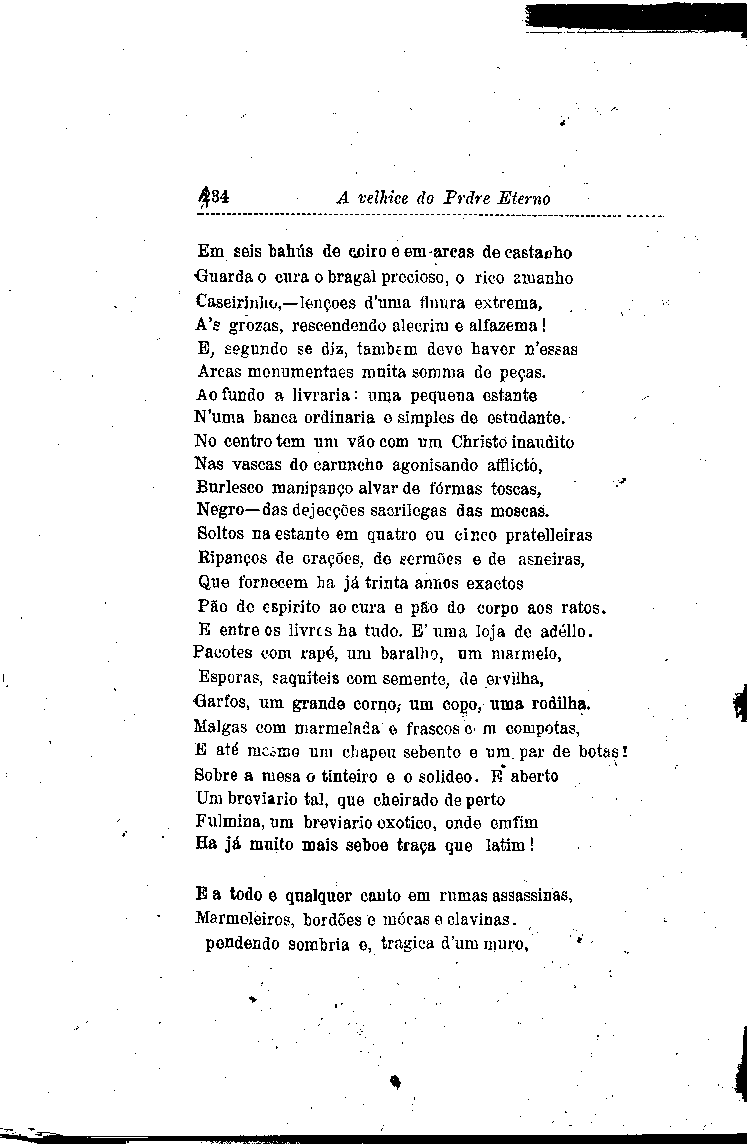 434 A velhice do Prdre Eterno
Em seis bahús de coiro e em arcas de castanho
Guarda o cura o bragal precioso, o rico amanho
Caseirinho,—lençoes d'uma finura extrema,
A's grozas, rescendendo alecrim e alfazema!
E, segundo se diz, tambem deve haver n'essas
Arcas monumentaes muita somma de peças.
Ao fundo a livraria: uma pequena estante
N'uma banca ordinaria e simples de estudante.
No centro tem um vão com um Christo inaudito
Nas vascas do caruncho agonisando afflicto,
Burlesco manipanço alvar de fórmas toscas,
Negro—das dejecções sacrilegas das moscas.
Soltos na estante em quatro ou cinco pratelleiras
Ripanços de orações, de sermões e de asneiras,
Que fornecem ha já trinta annos exactos
Pão de espirito ao cura e pão do corpo aos ratos.
E entre os livres ha tudo. E' uma loja de adéllo.
Pacotes com rapé, um baralho, um marmelo,
Esporas, saquiteis com semente, de ervilha,
Garfos, um grande corno, um copo, uma rodilha.
Malgas com marmelada e frascos c m compotas,
E até mesmo um chapeu sebento e um par de botas!
Sobre a mesa o tinteiro e o solideo. E aberto
Um breviario tal, que cheirado de perto
Fulmina, um breviario exotico, onde emfim
Ha já muito mais seboe traça que latim!
E a todo e qualquer canto em rumas assassinas,
Marmeleiros, bordões e mócas e clavinas.
pendendo sombria e, tragica d'um muro,